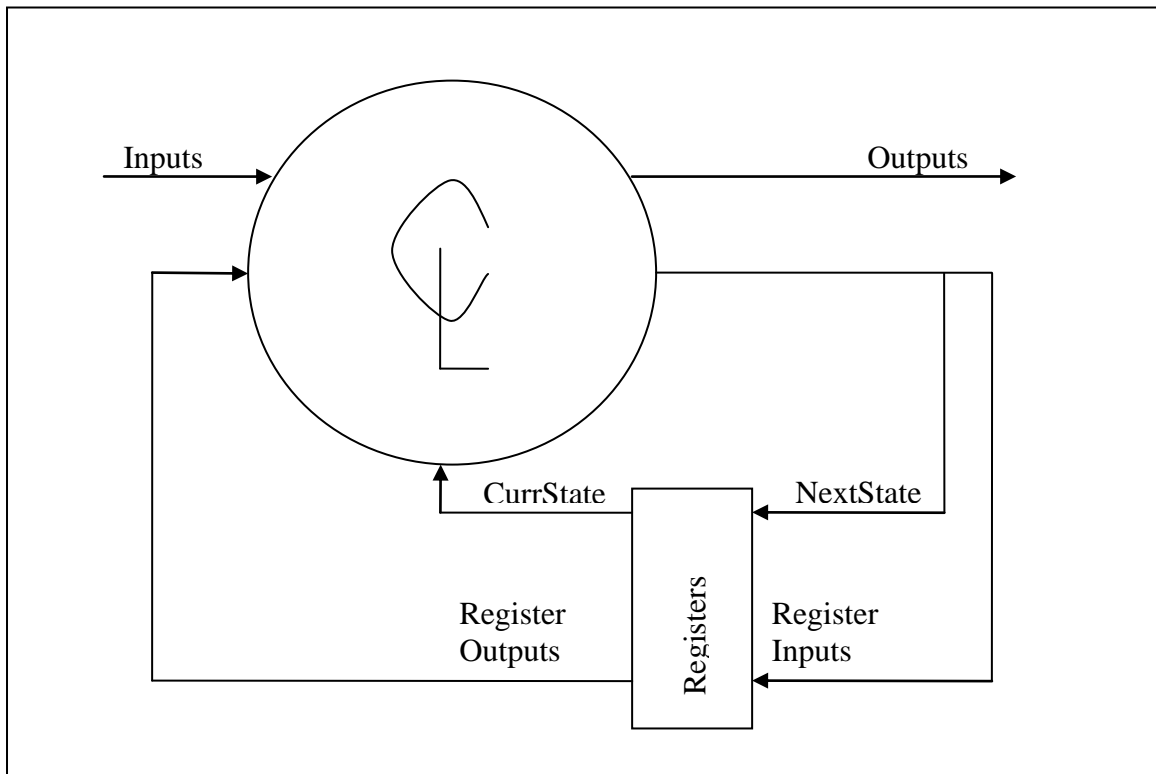 Inputs
Outputs
C
L
CurrState
NextState
Register
Outputs
Registers
Register
Inputs